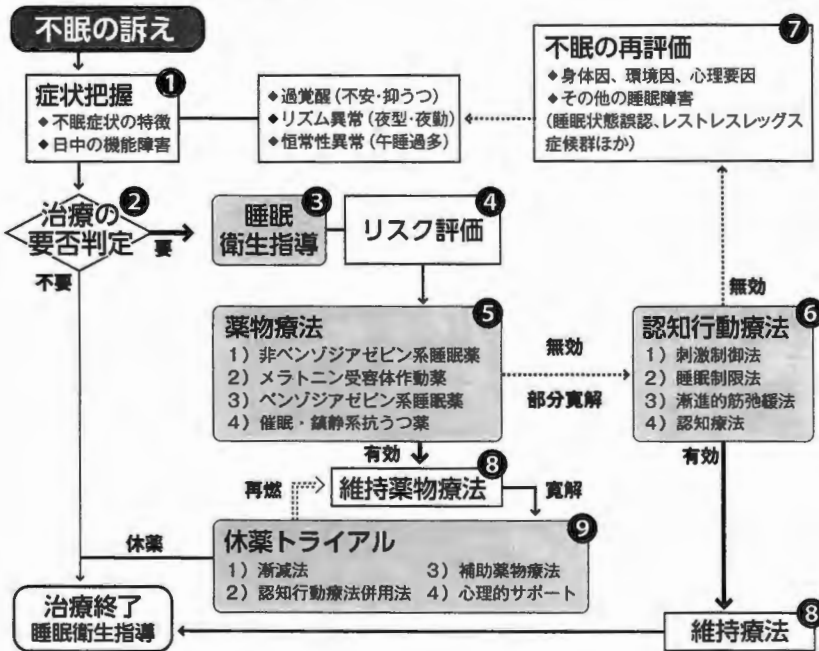 不眠の訴え
❶
症状把握
◆不眠症状の特徴
◆日中の機能障害
◆過覚醒(不安・抑うつ)
◆リズム異常(夜型・夜勤)
◆恒常性異常(午睡過多)
❼
不眠の再評価
◆身体因、環境因、心理要因
◆その他の睡眠障害
(睡眠状態誤認、レストレスレッグス
症候群ほか)
❷
治療の
要否判定
要
不要
❸
睡眠
衛生指導
❹
リスク評価
❺
薬物療法
1)非ベンゾジアゼピン系睡眠薬
2)メラトニン受容体作動薬
3)ベンゾジアゼピン系睡眠薬
4)催眠・鎮静系抗うつ薬
無効
部分寛解
無効
❻
認知行動療法
1)刺激制御法
2)睡眠制限法
3)漸進的筋弛緩法
4)認知療法
有効
有効
❽
維持薬物療法
再燃
寛解
❾
休薬トライアル
1)漸減法
2)認知行動療法併用法
3)補助薬物療法
4)心理的サポート
休薬
治療終了
睡眠衛生指導
❽
維持療法